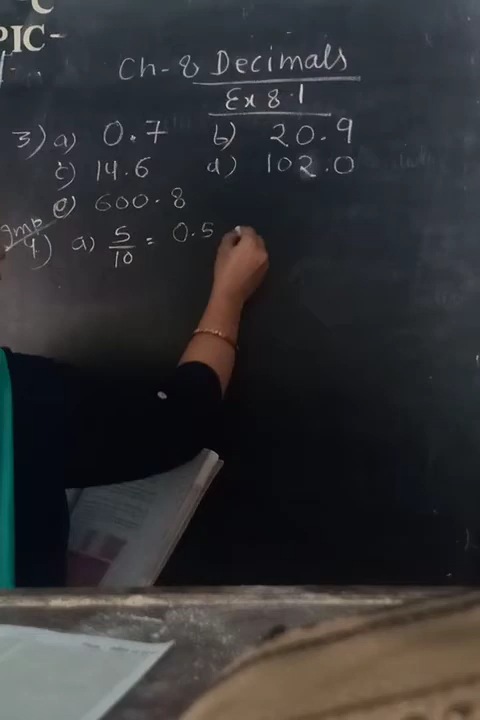 PIC-
Ch-8 Decimals
Ex 8.1
3) a) 0.7 b) 20.9
c) 14.6 d) 102.0
e) 600.8
Imp
4) a) 5/10 = 0.5